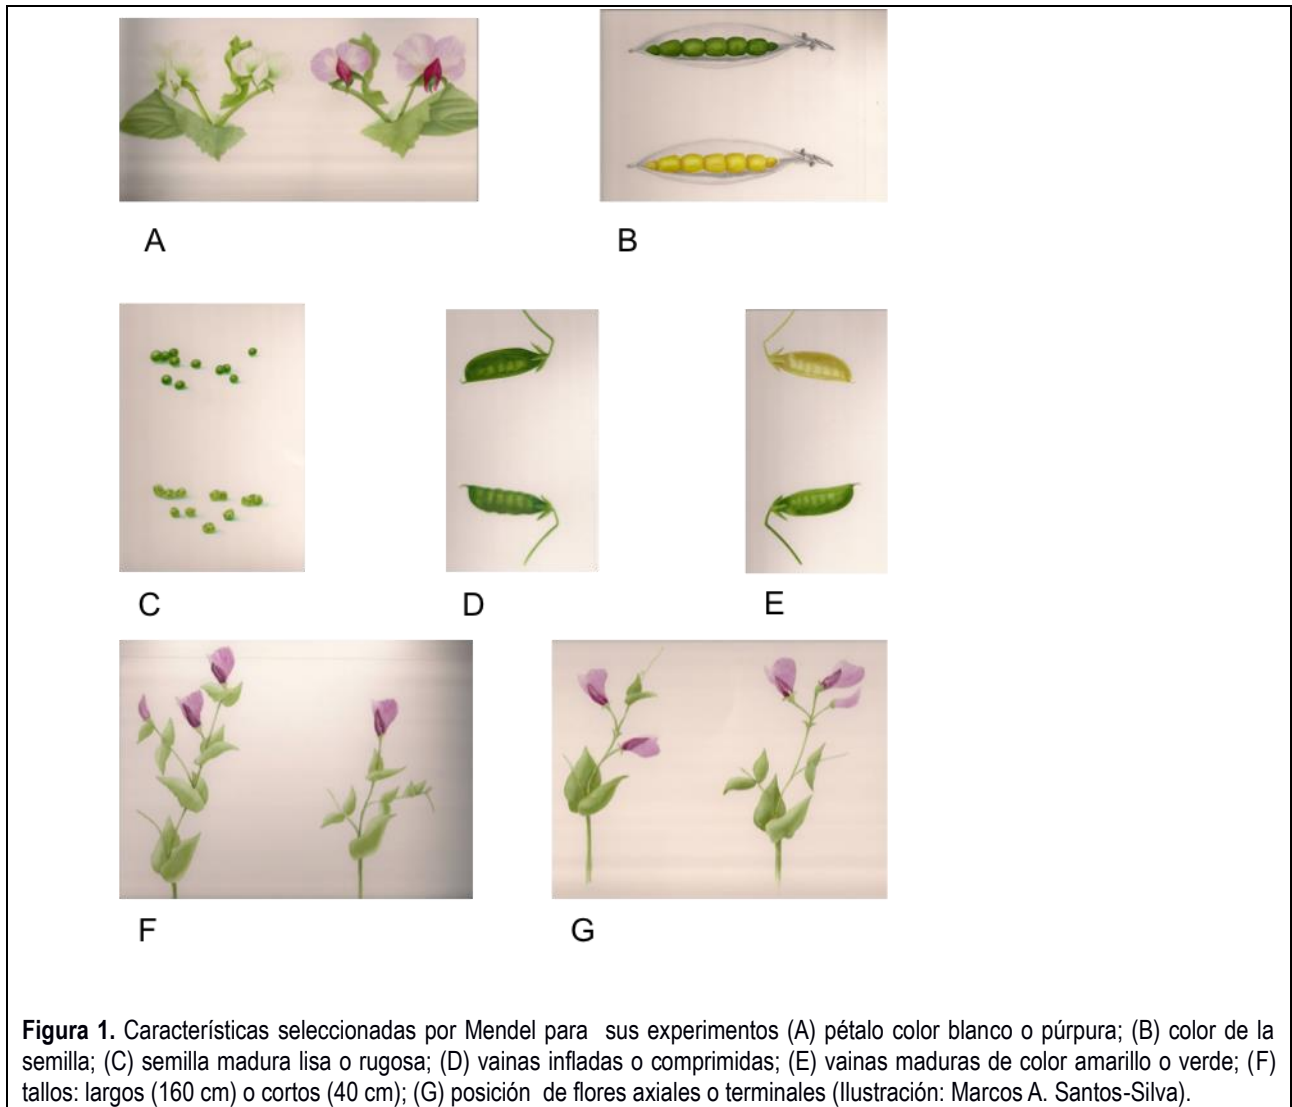 A
B
C
D
E
F
G
Figura 1. Características seleccionadas por Mendel para sus experimentos (A) pétalo color blanco o púrpura; (B) color de la
semilla; (C) semilla madura lisa o rugosa; (D) vainas infladas o comprimidas; (E) vainas maduras de color amarillo o verde; (F)
tallos: largos (160 cm) o cortos (40 cm); (G) posición de flores axiales o terminales (Ilustración: Marcos A. Santos-Silva).